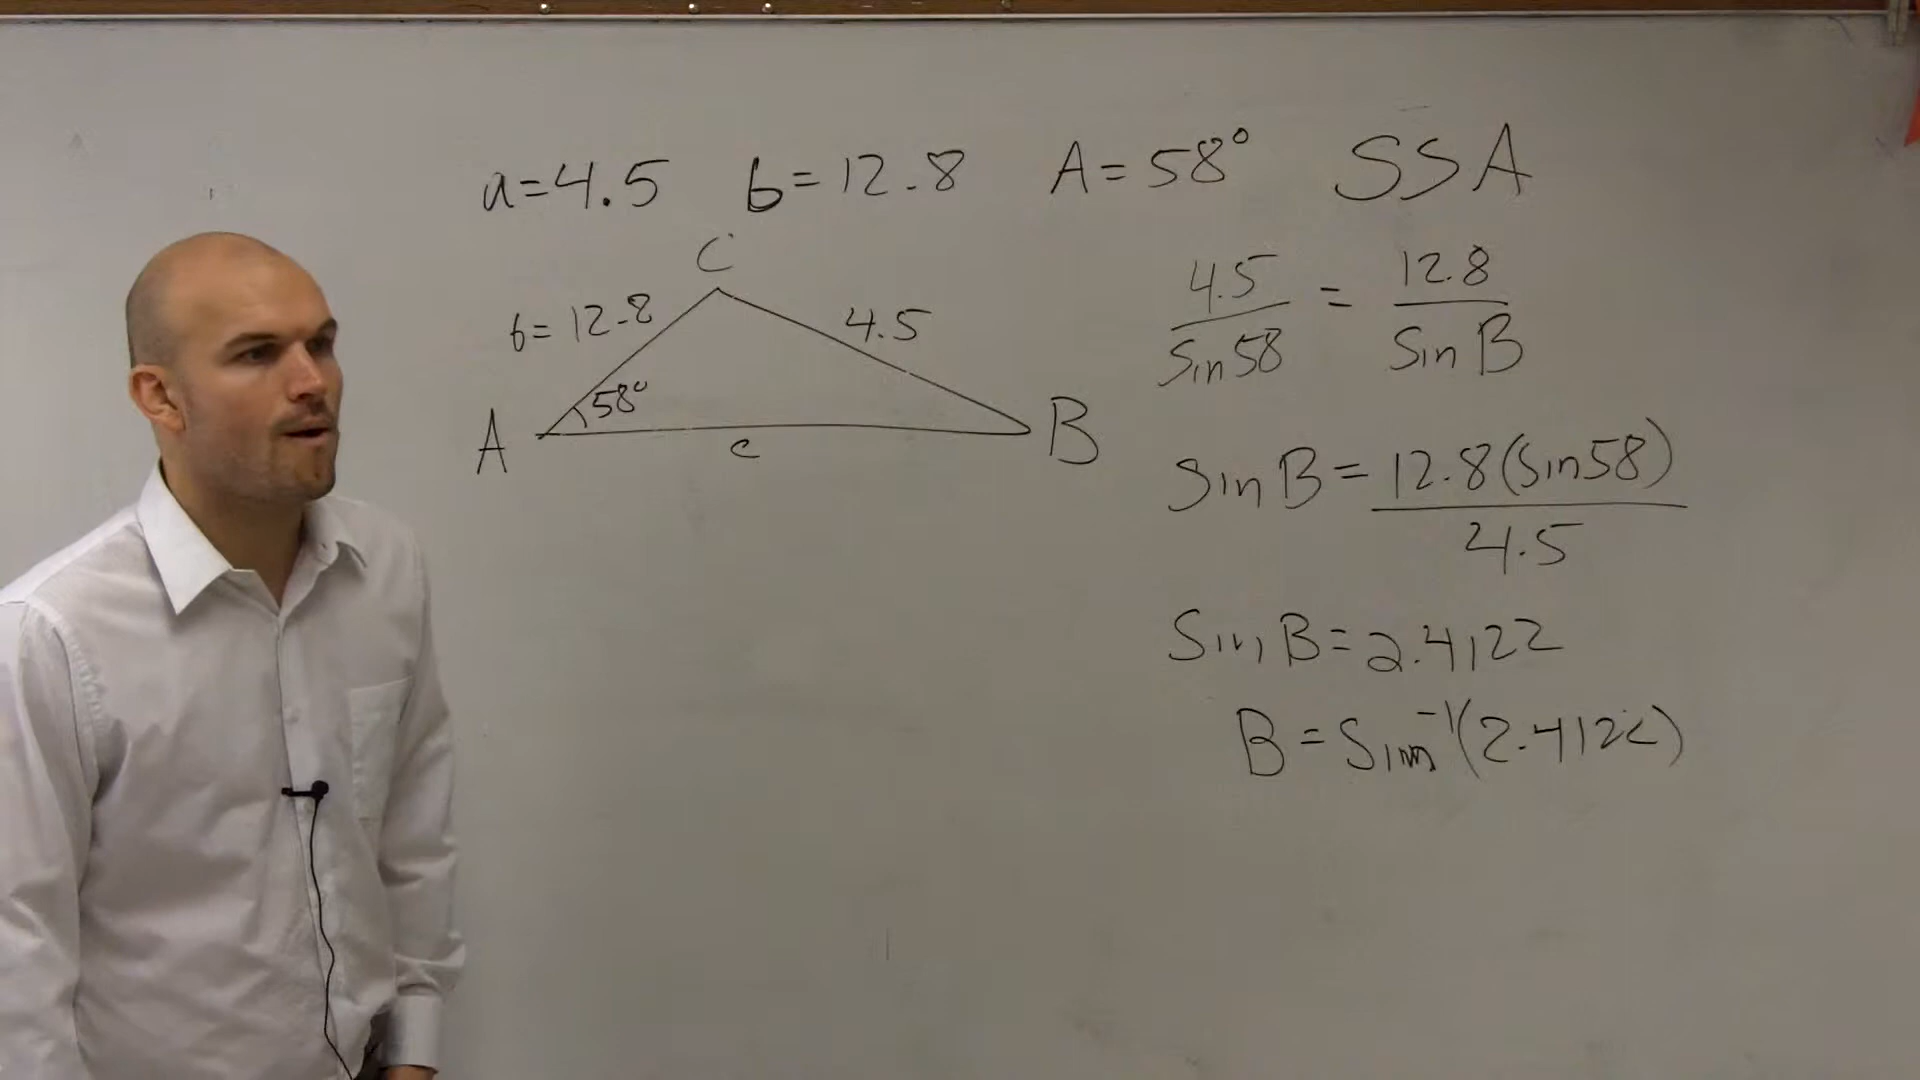 a=4.5 b=12.8 A=58° SSA
C
b=12.8 4.5
58°
A c B
4.5/sin58 = 12.8/sin B
sin B = 12.8(sin58)/4.5
sin B=2.4122
B=sin⁻¹(2.4122)